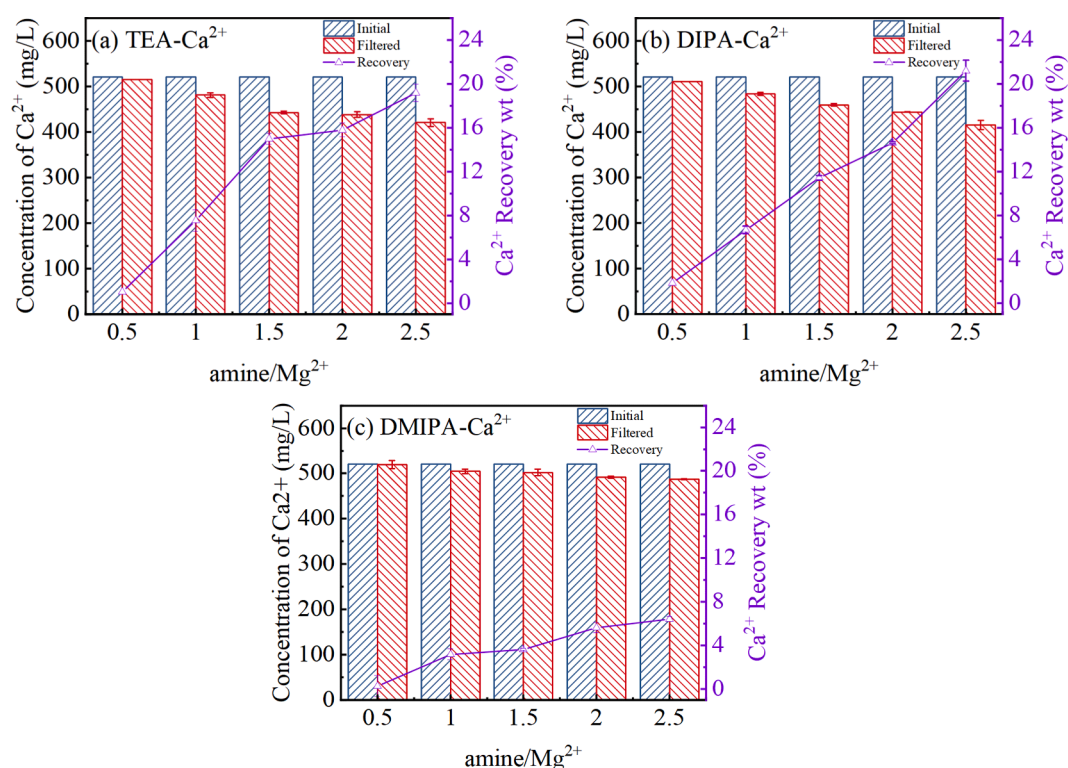 (a) TEA-Ca²⁺
Initial
Filtered
Recovery
Concentration of Ca²⁺ (mg/L)
600
500
400
300
200
100
0
24
20
16
12
8
4
0
Ca²⁺ Recovery wt (%)
0.5 1 1.5 2 2.5
amine/Mg²⁺
(b) DIPA-Ca²⁺
Initial
Filtered
Recovery
Concentration of Ca²⁺ (mg/L)
600
500
400
300
200
100
0
24
20
16
12
8
4
0
Ca²⁺ Recovery wt (%)
0.5 1 1.5 2 2.5
amine/Mg²⁺
(c) DMIPA-Ca²⁺
Initial
Filtered
Recovery
Concentration of Ca2+ (mg/L)
600
500
400
300
200
100
0
24
20
16
12
8
4
0
Ca²⁺ Recovery wt (%)
0.5 1 1.5 2 2.5
amine/Mg²⁺